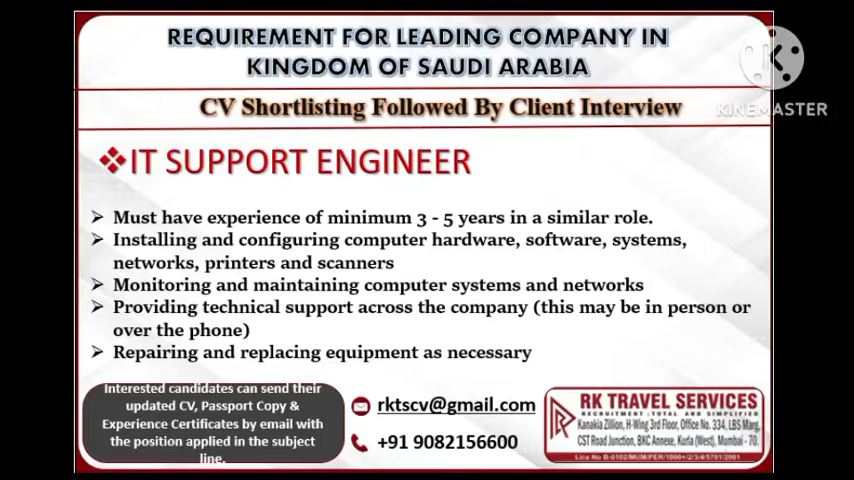 REQUIREMENT FOR LEADING COMPANY IN
KINGDOM OF SAUDI ARABIA
KINEMASTER
CV Shortlisting Followed By Client Interview
IT SUPPORT ENGINEER
Must have experience of minimum 3 - 5 years in a similar role.
Installing and configuring computer hardware, software, systems,
networks, printers and scanners
Monitoring and maintaining computer systems and networks
Providing technical support across the company (this may be in person or
over the phone)
Repairing and replacing equipment as necessary
Interested candidates can send their
updated CV, Passport Copy &
Experience Certificates by email with
the position applied in the subject
line.
rktscv@gmail.com
+91 9082156600
RK TRAVEL SERVICES
RECRUITMENT : TOTAL AND SIMPLIFIED
Kanakia Zillion, H-Wing 3rd Floor, Office No. 334, LBS Marg,
CST Road Junction, BKC Annexe, Kurla (West), Mumbai - 70.